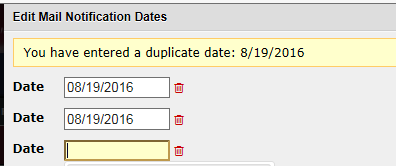 Edit Mail Notification Dates
You have entered a duplicate date: 8/19/2016
Date 08/19/2016
Date 08/19/2016
Date